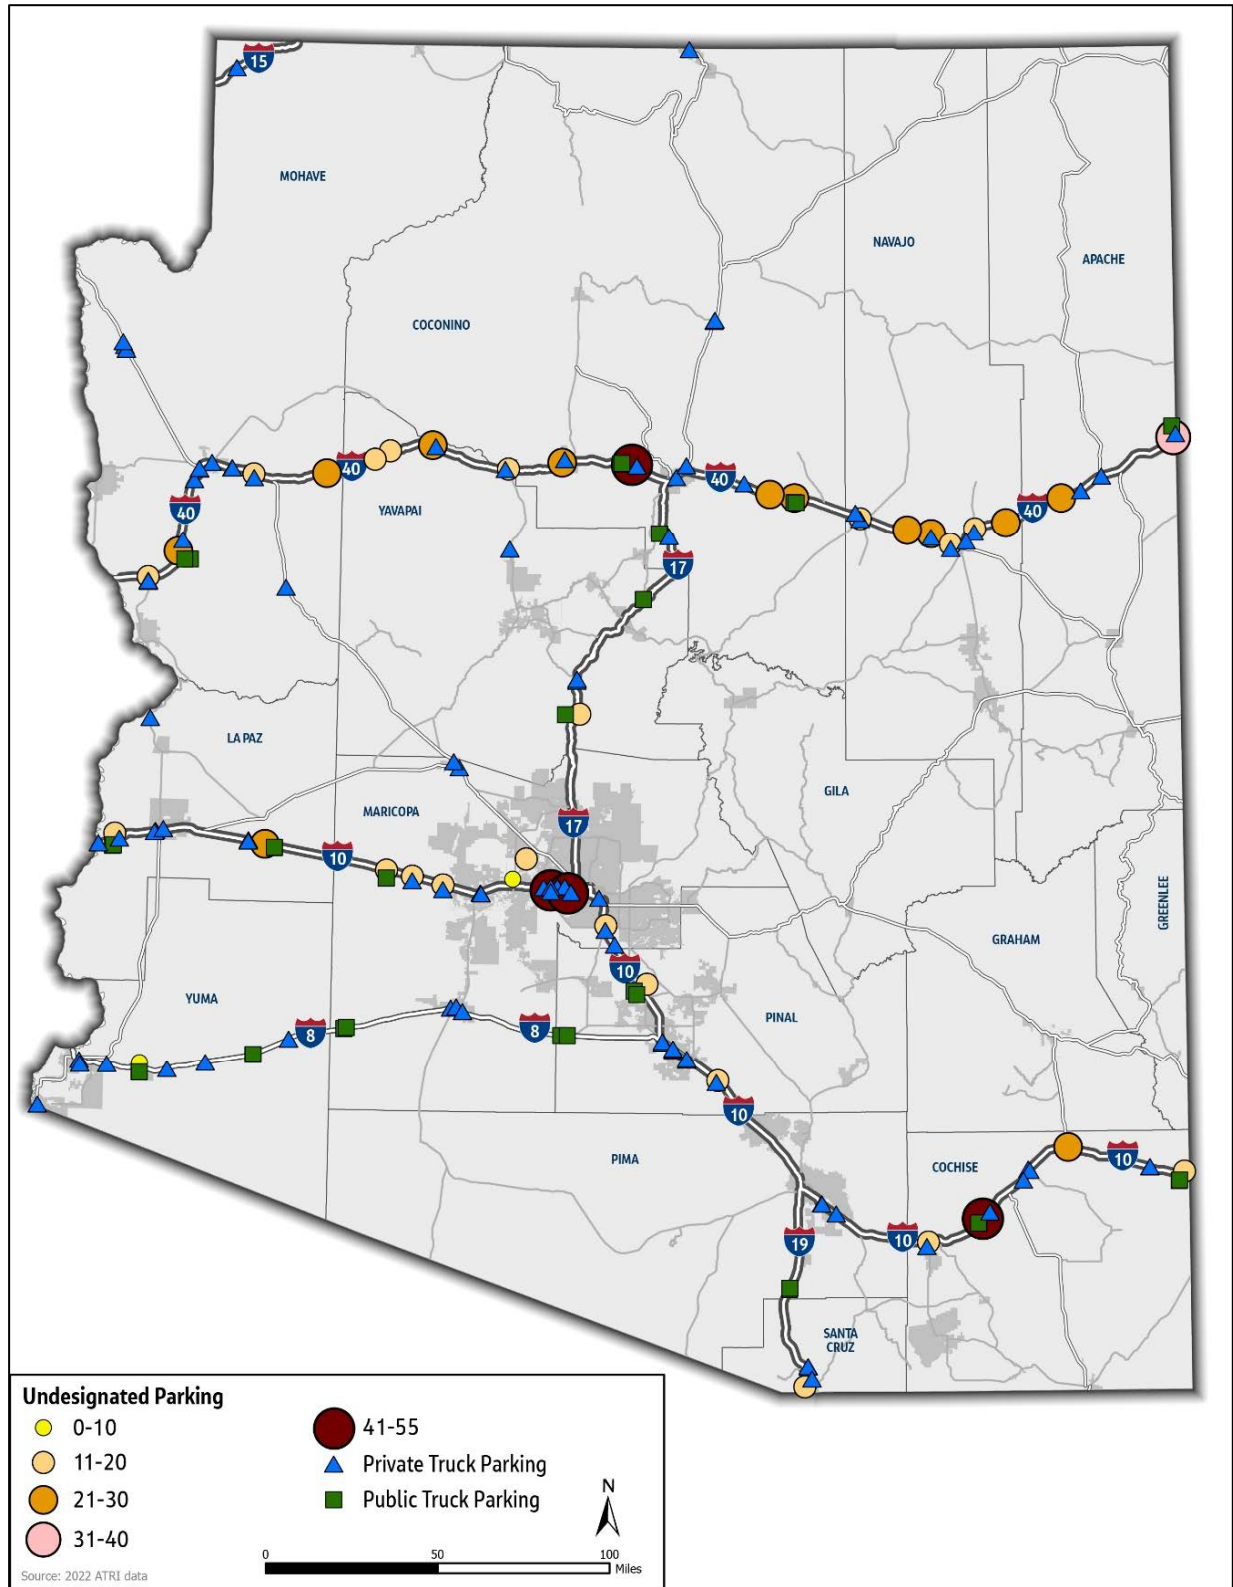 15
MOHAVE
NAVAJO
APACHE
COCONINO
40
40
40
40
YAVAPAI
17
LA PAZ
GILA
MARICOPA
17
10
GREENLEE
GRAHAM
10
YUMA
PINAL
8
8
10
PIMA
COCHISE
10
19
10
SANTA
CRUZ
Undesignated Parking
0-10
11-20
21-30
31-40
41-55
Private Truck Parking
Public Truck Parking
N
0
50
100
Miles
Source: 2022 ATRI data